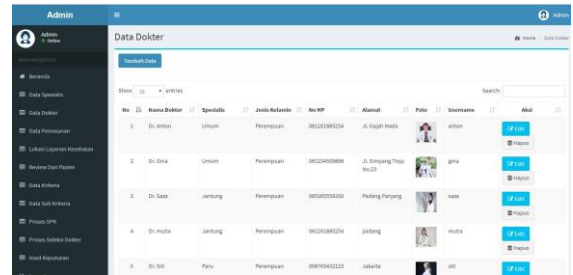 Admin
Admin
Admin
Online
Data Dokter
Home
Data Dokter
Tambah Data
Beranda
Data Spesialis
Data Dokter
Data Pemesanan
Lokasi Layanan Kesehatan
Review Dari Pasien
Data Kriteria
Data Sub Kriteria
Proses SPK
Proses Seleksi Dokter
Hasil Keputusan
Show 10 entries Search:
No Nama Dokter Spesialis Jenis Kelamin No HP Alamat Foto Username Aksi
1 Dr. Anton Umum Perempuan Jl. Gajah Mada anton Edit
Hapus
2 Dr. Gina Umum Perempuan Jl. Simpang Tinju No.23 gina Edit
Hapus
3 Dr. Sasa Jantung Perempuan Padang Panjang sasa Edit
Hapus
4 Dr. mutia Jantung Perempuan padang mutia Edit
Hapus
5 Dr. Siti Paru Perempuan Jakarta siti Edit